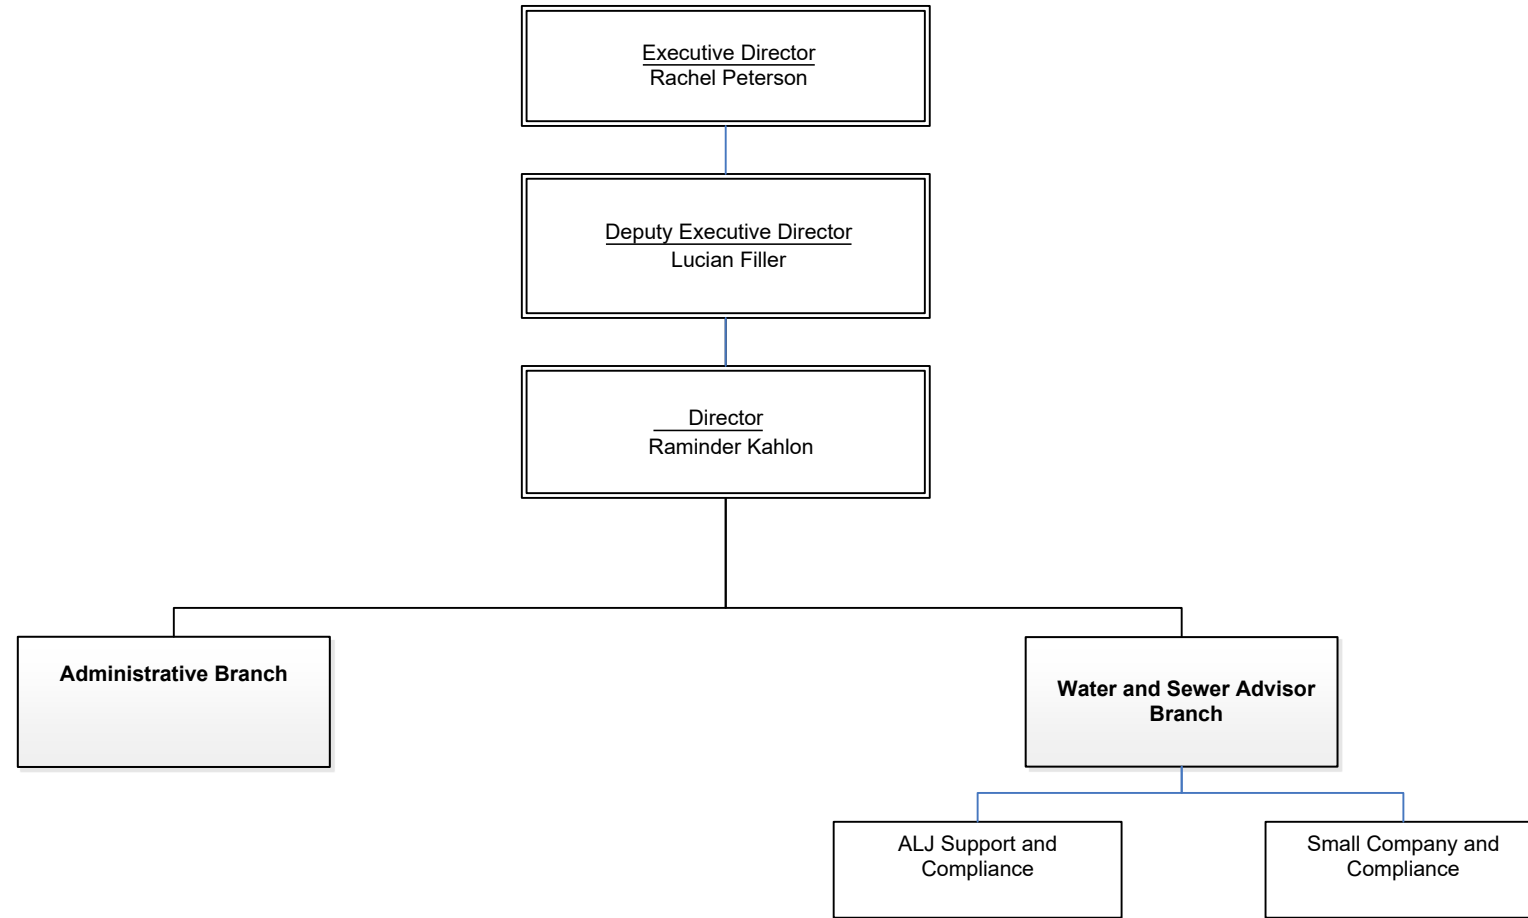 Executive Director
Rachel Peterson
Deputy Executive Director
Lucian Filler
Director
Raminder Kahlon
Administrative Branch
Water and Sewer Advisor
Branch
ALJ Support and
Compliance
Small Company and
Compliance